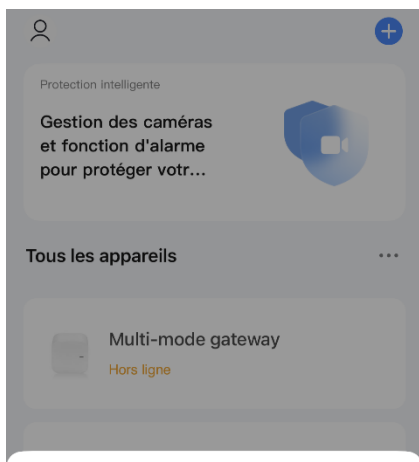 Protection intelligente
Gestion des caméras
et fonction d'alarme
pour protéger votr...
Tous les appareils
Multi-mode gateway
Hors ligne